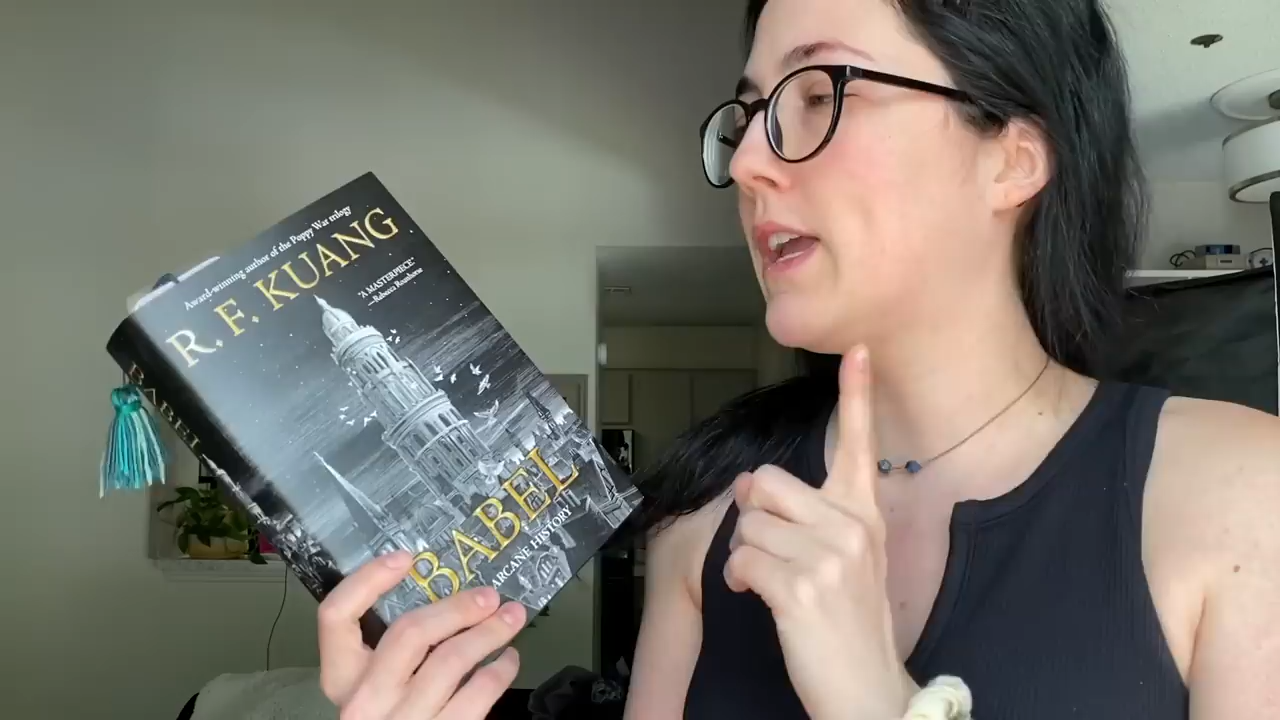 Award-winning author of the Poppy War trilogy
R. F. KUANG
"A MASTERPIECE."
—Rebecca Roanhorse
BABEL
ARCANE HISTORY
BABEL